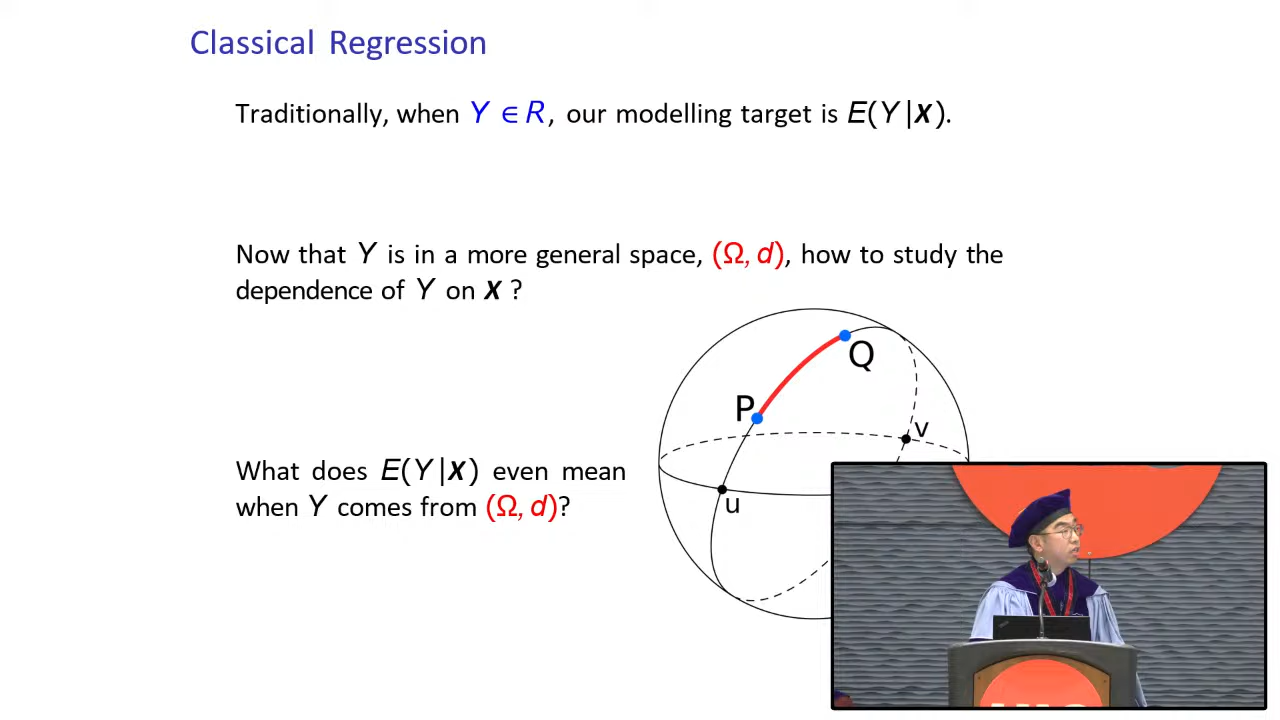 Classical Regression
Traditionally, when Y ∈ R, our modelling target is E(Y|X).
Now that Y is in a more general space, (Ω, d), how to study the
dependence of Y on X ?
Q
P
v
What does E(Y|X) even mean
when Y comes from (Ω, d)?
u